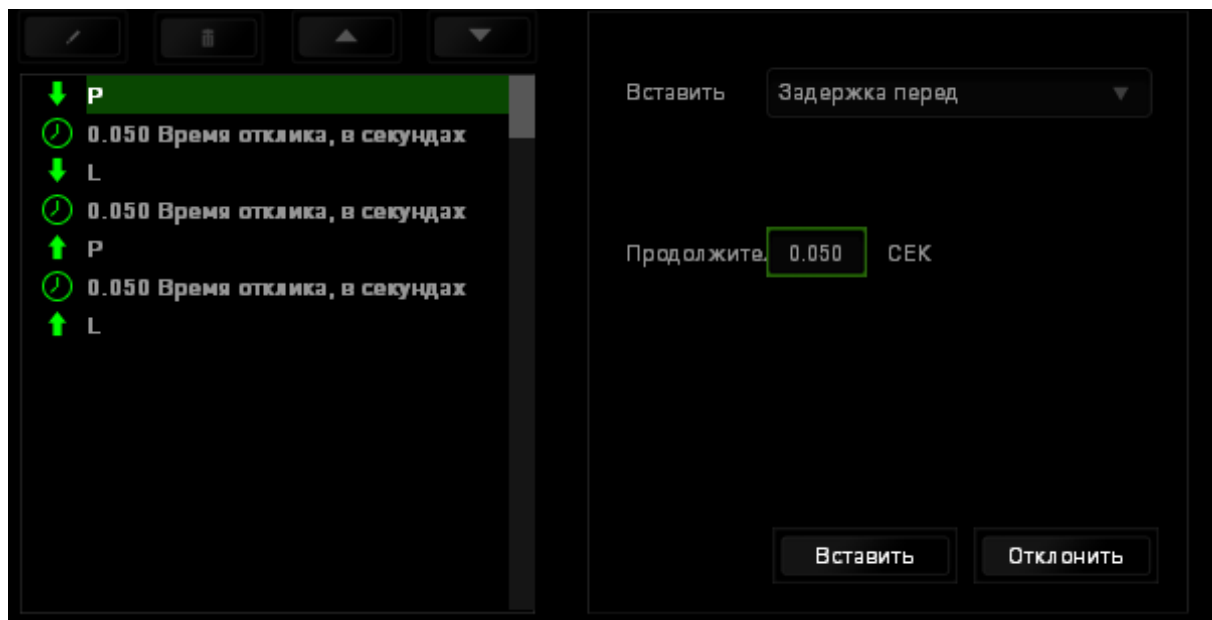 P
0.050 Время отклика, в секундах
L
0.050 Время отклика, в секундах
P
0.050 Время отклика, в секундах
L
Вставить Задержка перед
Продолжите. 0.050 СЕК
Вставить Отклонить